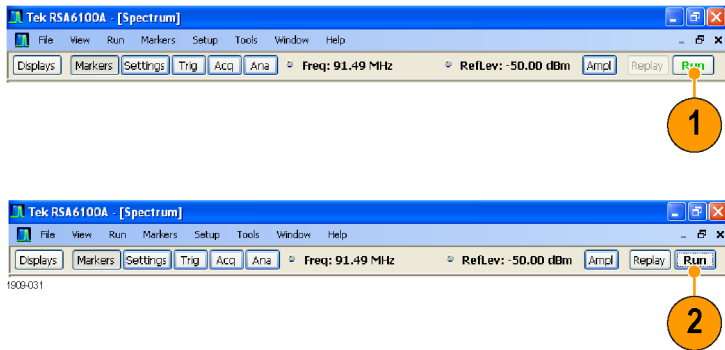 Tek RSA6100A - [Spectrum]
File View Run Markers Setup Tools Window Help
Displays Markers Settings Trig Acq Ana Freq: 91.49 MHz RefLev: -50.00 dBm Ampl Replay Run
1
Tek RSA6100A - [Spectrum]
File View Run Markers Setup Tools Window Help
Displays Markers Settings Trig Acq Ana Freq: 91.49 MHz RefLev: -50.00 dBm Ampl Replay Run
1909-031
2